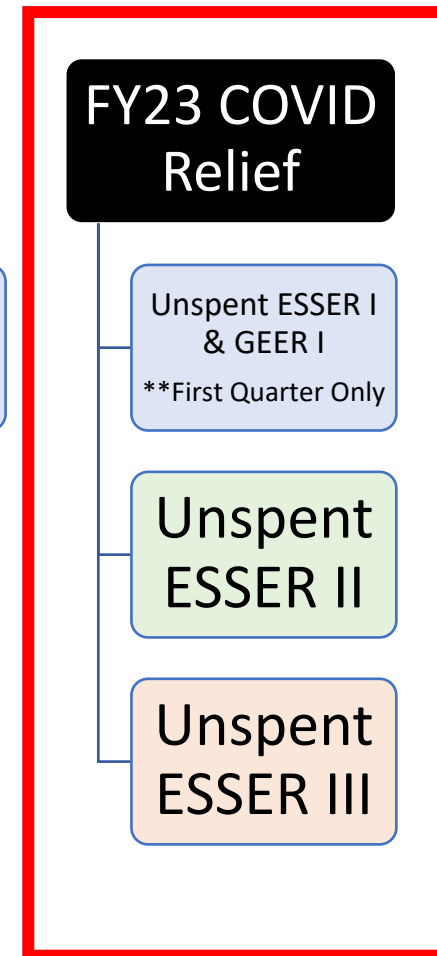 FY23 COVID
Relief
Unspent ESSER I
& GEER I
**First Quarter Only
Unspent
ESSER II
Unspent
ESSER III